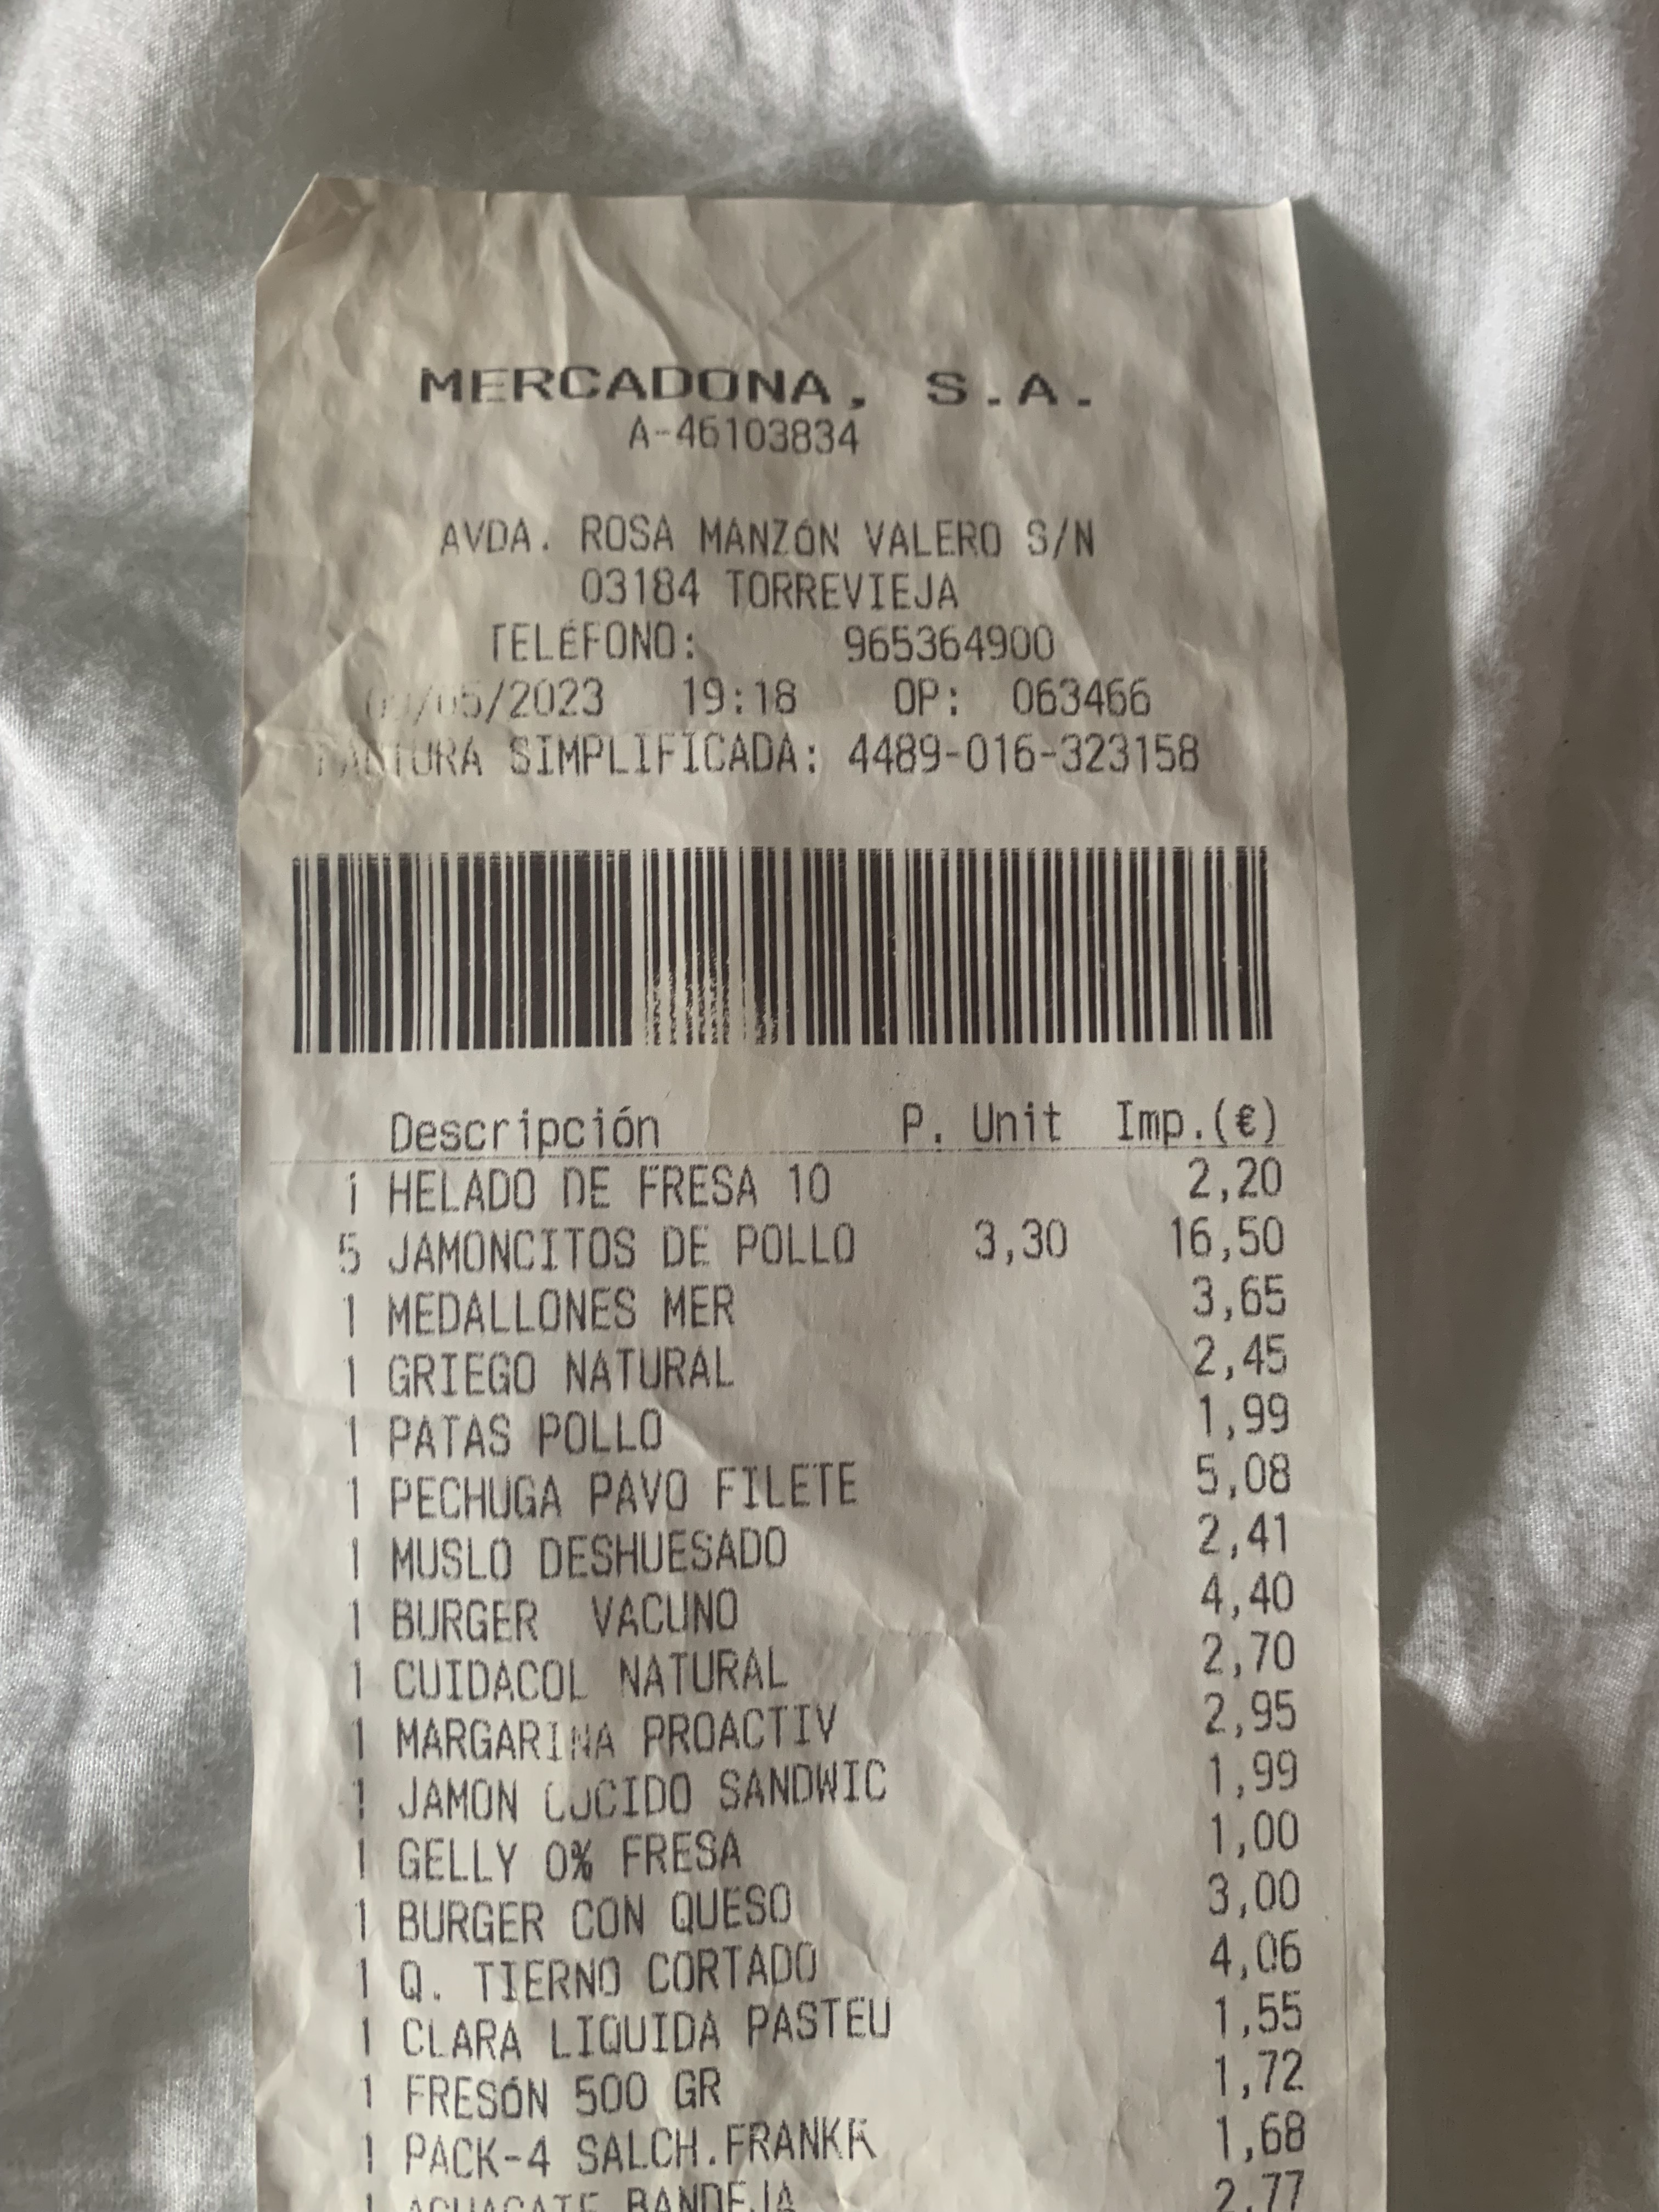 MERCADONA, S.A.
A-46103834
AVDA. ROSA MANZÓN VALERO S/N
03184 TORREVIEJA
TELÉFONO: 965364900
19:18 OP: 063466
FACTURA SIMPLIFICADA: 4489-016-323158
Descripción P. Unit Imp.(€)
1 HELADO DE FRESA 10 2,20
5 JAMONCITOS DE POLLO 3,30 16,50
1 MEDALLONES MER 3,65
1 GRIEGO NATURAL 2,45
1 PATAS POLLO 1,99
1 PECHUGA PAVO FILETE 5,08
1 MUSLO DESHUESADO 2,41
1 BURGER VACUNO 4,40
1 CUIDACOL NATURAL 2,70
1 MARGARINA PROACTIV 2,95
1 JAMON COCIDO SANDWIC 1,99
1 GELLY 0% FRESA 1,00
1 BURGER CON QUESO 3,00
1 Q. TIERNO CORTADO 4,06
1 CLARA LIQUIDA PASTEU 1,55
1 FRESÓN 500 GR 1,72
1 PACK-4 SALCH.FRANKF 1,68
1 AGUACATE BANDEJA 2,77